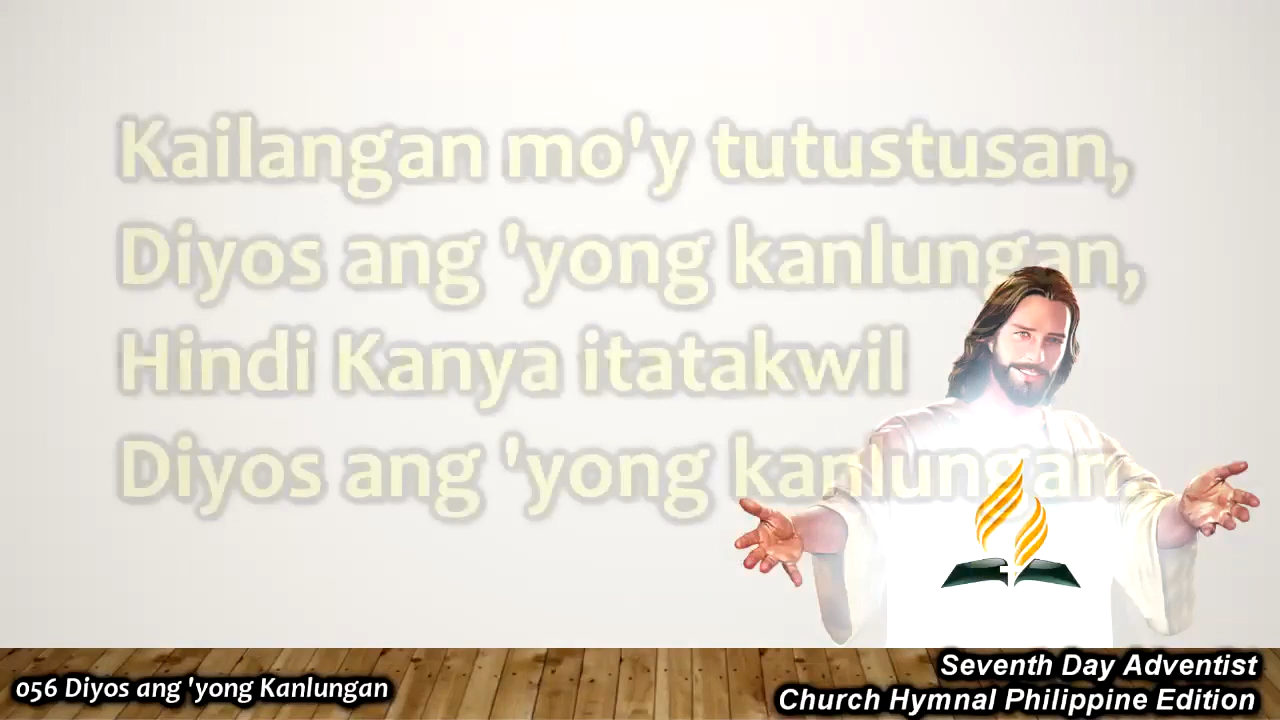 Kailangan mo'y tutustusan,
Diyos ang 'yong kanlungan,
Hindi Kanya itatakwil
Diyos ang 'yong kanlungan.
056 Diyos ang 'yong Kanlungan
Seventh Day Adventist
Church Hymnal Philippine Edition